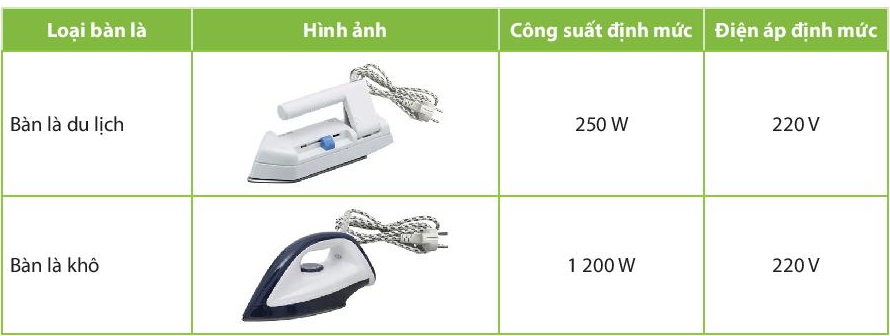 Loại bàn là Hình ảnh Công suất định mức Điện áp định mức
Bàn là du lịch 250 W 220 V
Bàn là khô 1 200 W 220 V